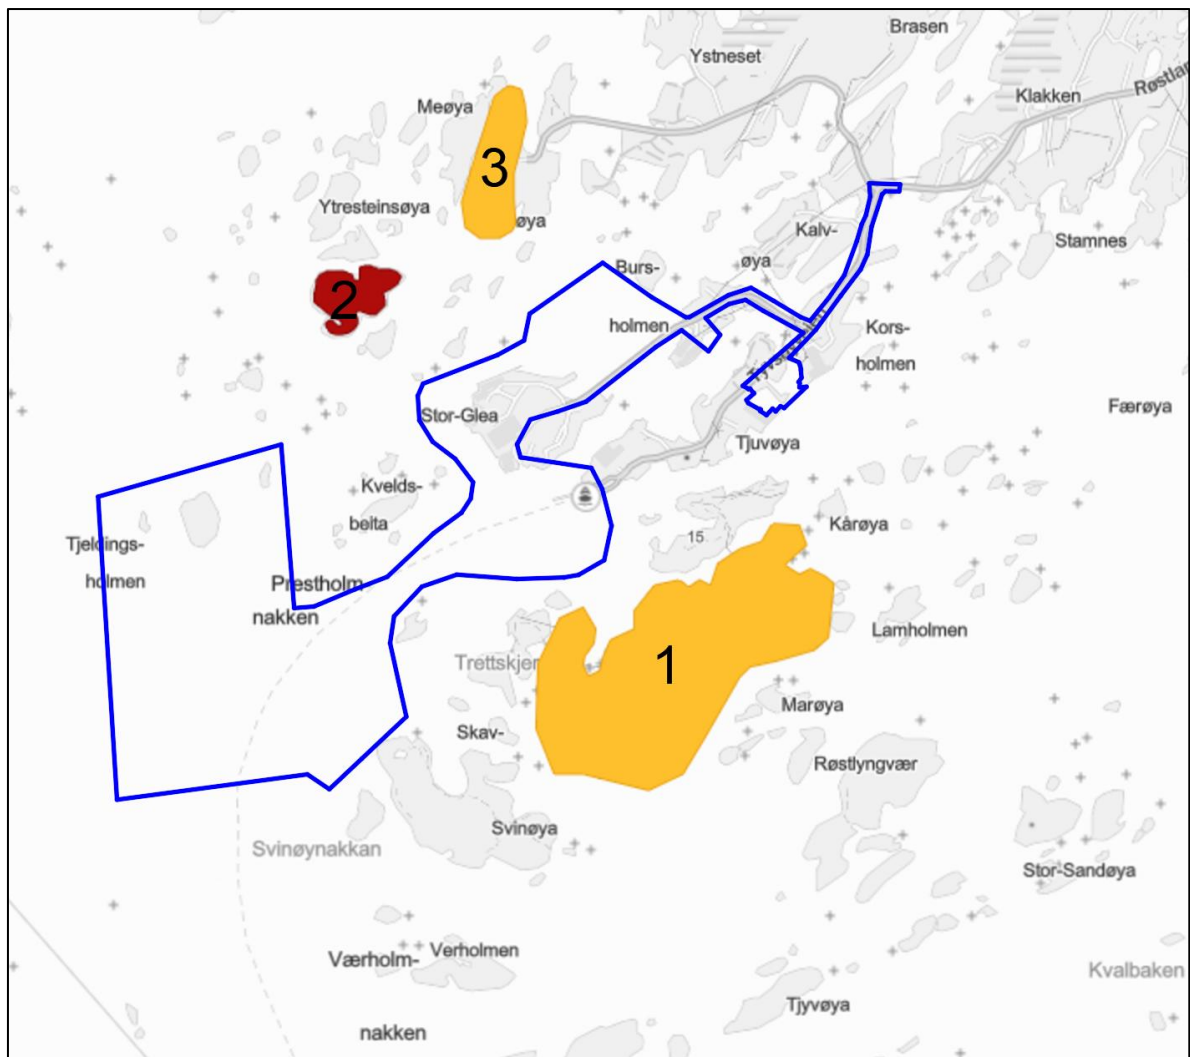 Brasen
Ystneset
Klakken
Røstlan
Meøya
3
Ytresteinsøya
øya
Kalv-
øya
Stamnes
Burs-
holmen
2
Kors-
holmen
Stor-Glea
Færøya
Tjuvøya
Kvelds-
beita
15
Kårøya
Tjeldings-
holmen
Prestholm
nakken
Lamholmen
Trettskjer
1
Marøya
Skav-
Røstlyngvær
Svinøya
Svinøynakkan
Stor-Sandøya
Værholm-
nakken
Verholmen
Kvalbaken
Tjyvøya